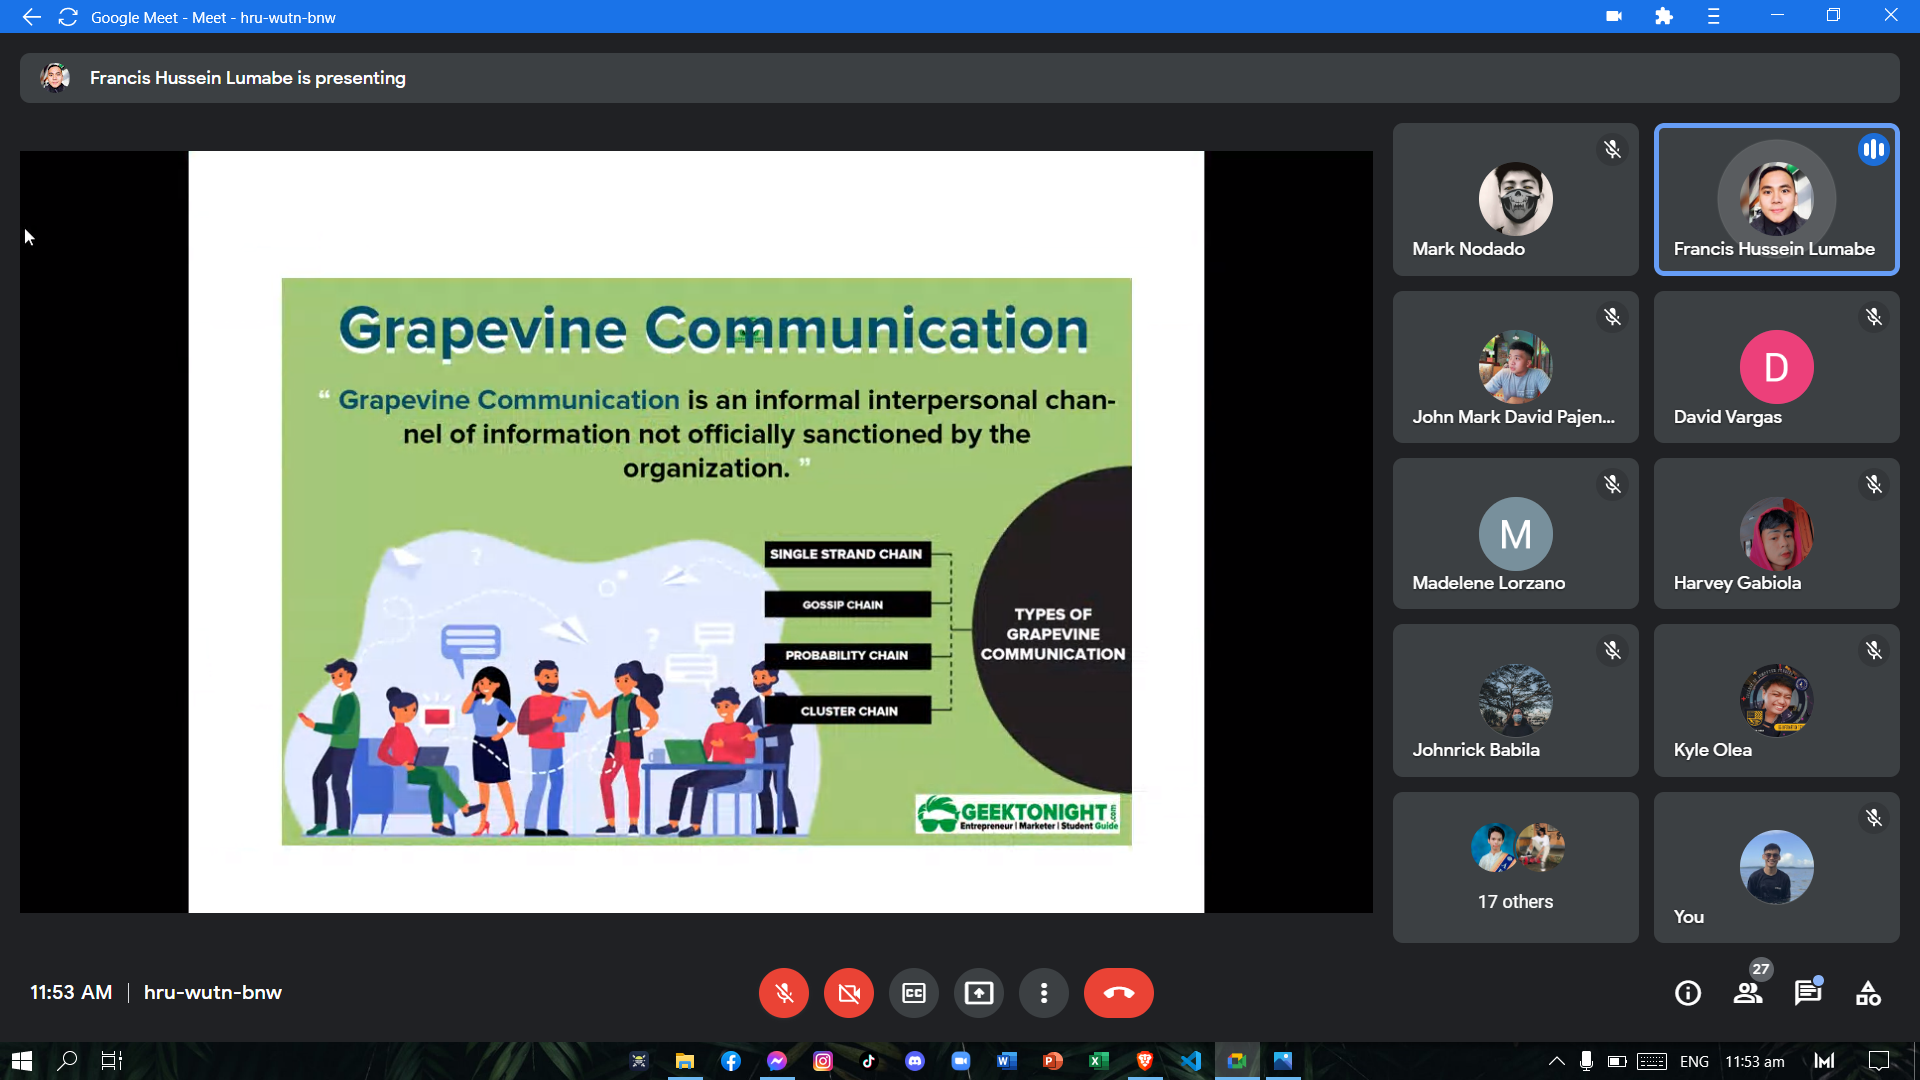 Google Meet - Meet - hru-wutn-bnw
Francis Hussein Lumabe is presenting
Grapevine Communication
“ Grapevine Communication is an informal interpersonal chan-
nel of information not officially sanctioned by the
organization. ”
SINGLE STRAND CHAIN
GOSSIP CHAIN
PROBABILITY CHAIN
CLUSTER CHAIN
TYPES OF
GRAPEVINE
COMMUNICATION
GEEKTONIGHT.com
Entrepreneur | Marketer | Student Guide
Mark Nodado
Francis Hussein Lumabe
John Mark David Pajen...
D
David Vargas
M
Madelene Lorzano
Harvey Gabiola
Johnrick Babila
Kyle Olea
17 others
You
11:53 AM | hru-wutn-bnw
CC
27
ENG 11:53 am